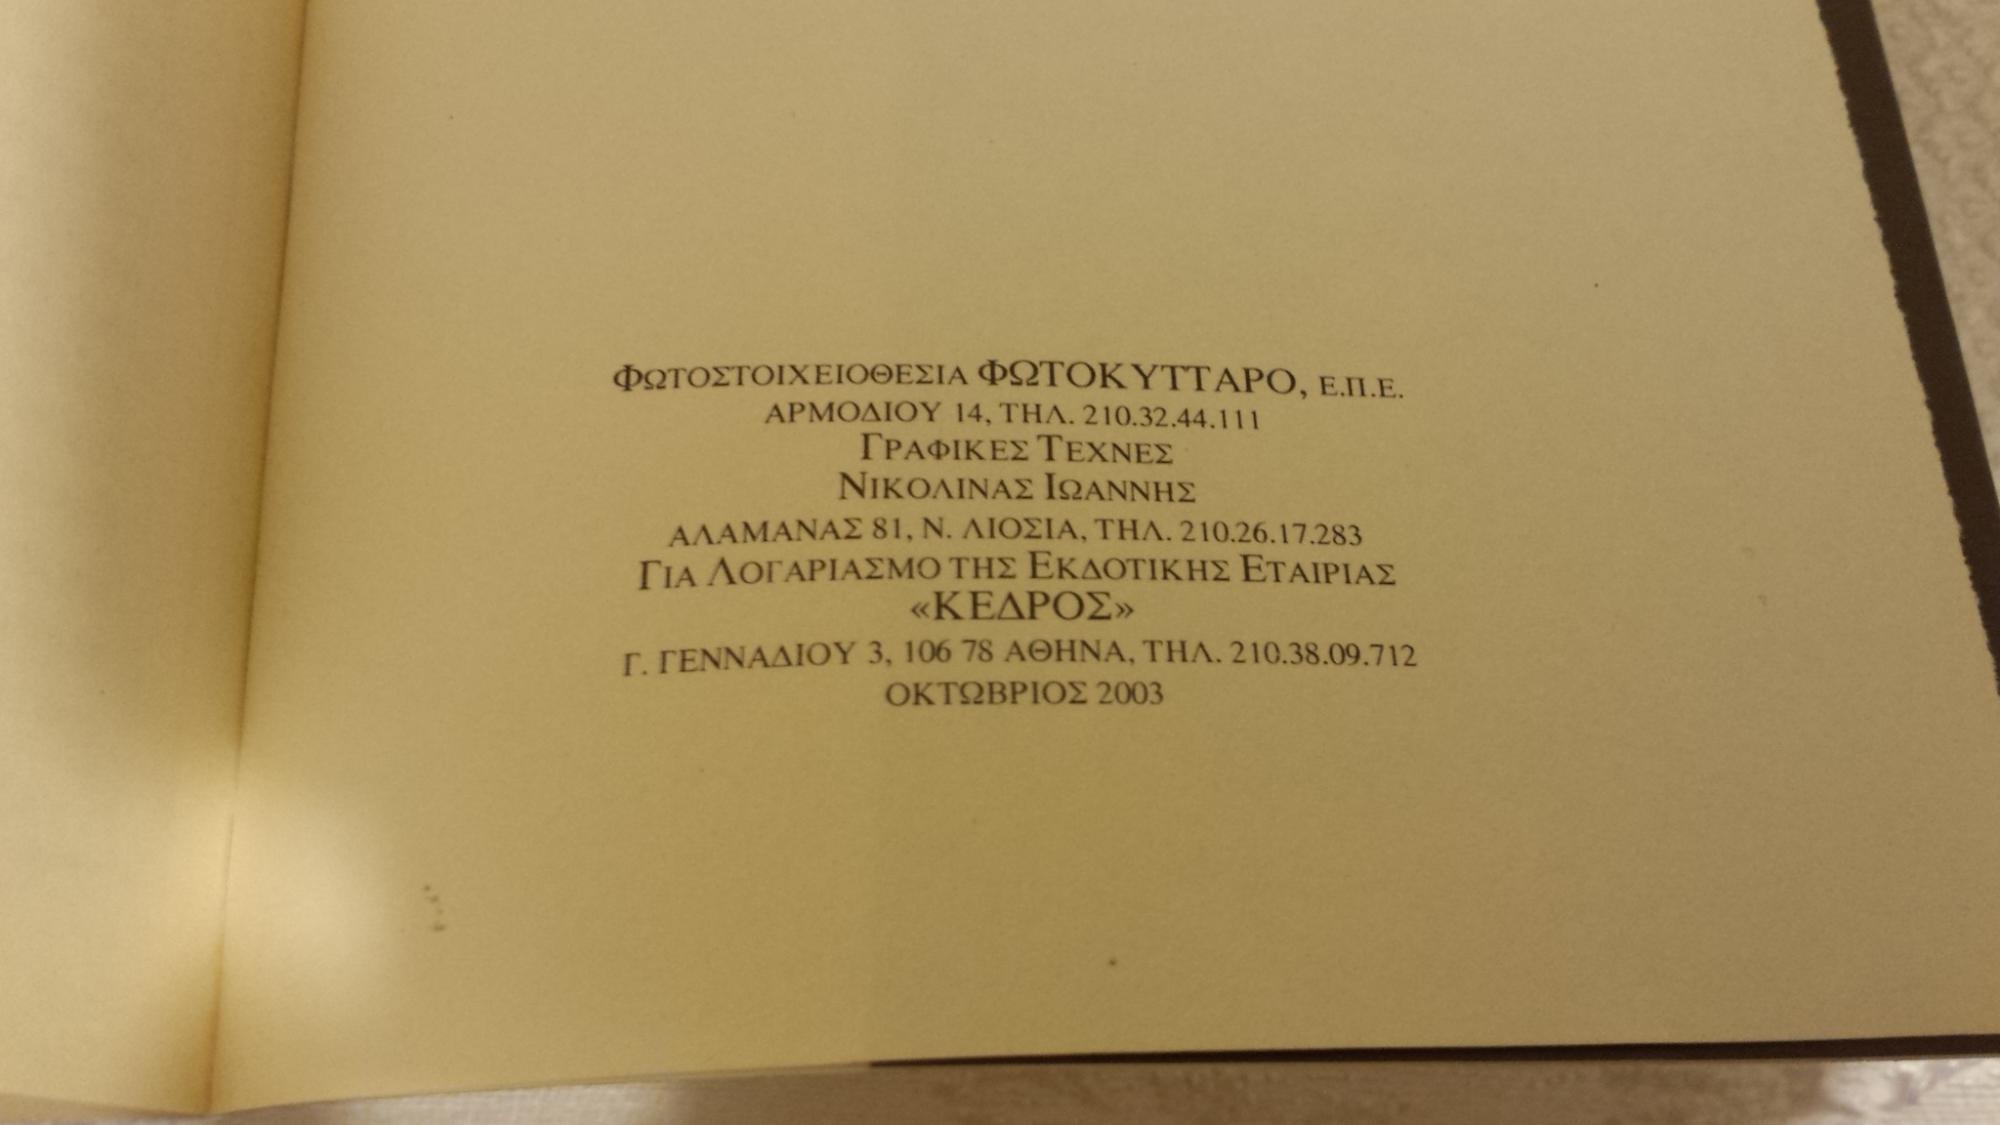 ΦΩΤΟΣΤΟΙΧΕΙΟΘΕΣΙΑ ΦΩΤΟΚΥΤΤΑΡΟ, Ε.Π.Ε.
ΑΡΜΟΔΙΟΥ 14, ΤΗΛ. 210.32.44.111
ΓΡΑΦΙΚΕΣ ΤΕΧΝΕΣ
ΝΙΚΟΛΙΝΑΣ ΙΩΑΝΝΗΣ
ΑΛΑΜΑΝΑΣ 81, Ν. ΛΙΟΣΙΑ, ΤΗΛ. 210.26.17.283
ΓΙΑ ΛΟΓΑΡΙΑΣΜΟ ΤΗΣ ΕΚΔΟΤΙΚΗΣ ΕΤΑΙΡΙΑΣ
«ΚΕΔΡΟΣ»
Γ. ΓΕΝΝΑΔΙΟΥ 3, 106 78 ΑΘΗΝΑ, ΤΗΛ. 210.38.09.712
ΟΚΤΩΒΡΙΟΣ 2003